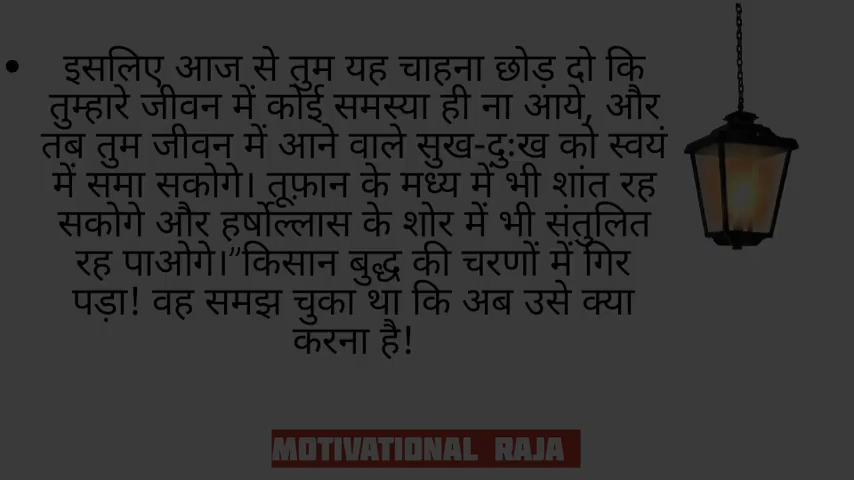 • इसलिए आज से तुम यह चाहना छोड़ दो कि
तुम्हारे जीवन में कोई समस्या ही ना आये, और
तब तुम जीवन में आने वाले सुख-दुःख को स्वयं
में समा सकोगे। तूफ़ान के मध्य में भी शांत रह
सकोगे और हर्षोल्लास के शोर में भी संतुलित
रह पाओगे।”किसान बुद्ध की चरणों में गिर
पड़ा! वह समझ चुका था कि अब उसे क्या
करना है!
MOTIVATIONAL RAJA